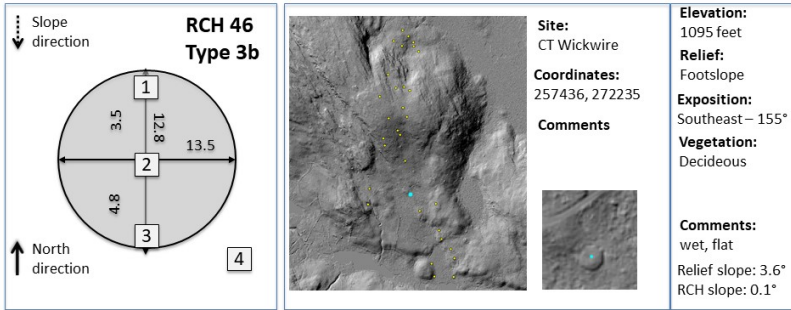 Slope
direction
RCH 46
Type 3b
1
3.5
12.8
13.5
2
4.8
3
North
direction
4
Site:
CT Wickwire
Coordinates:
257436, 272235
Comments
Elevation:
1095 feet
Relief:
Footslope
Exposition:
Southeast – 155°
Vegetation:
Decideous
Comments:
wet, flat
Relief slope: 3.6°
RCH slope: 0.1°